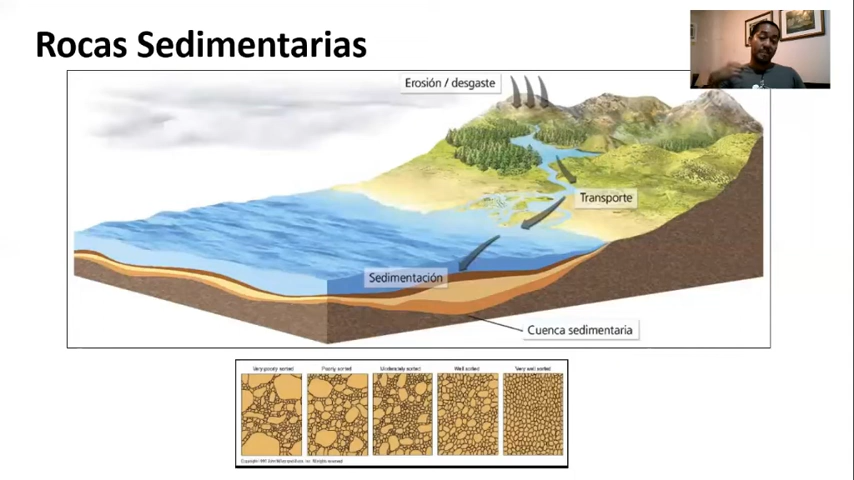 Rocas Sedimentarias
Erosión / desgaste
Transporte
Sedimentación
Cuenca sedimentaria
Very poorly sorted
Poorly sorted
Moderately sorted
Well sorted
Very well sorted